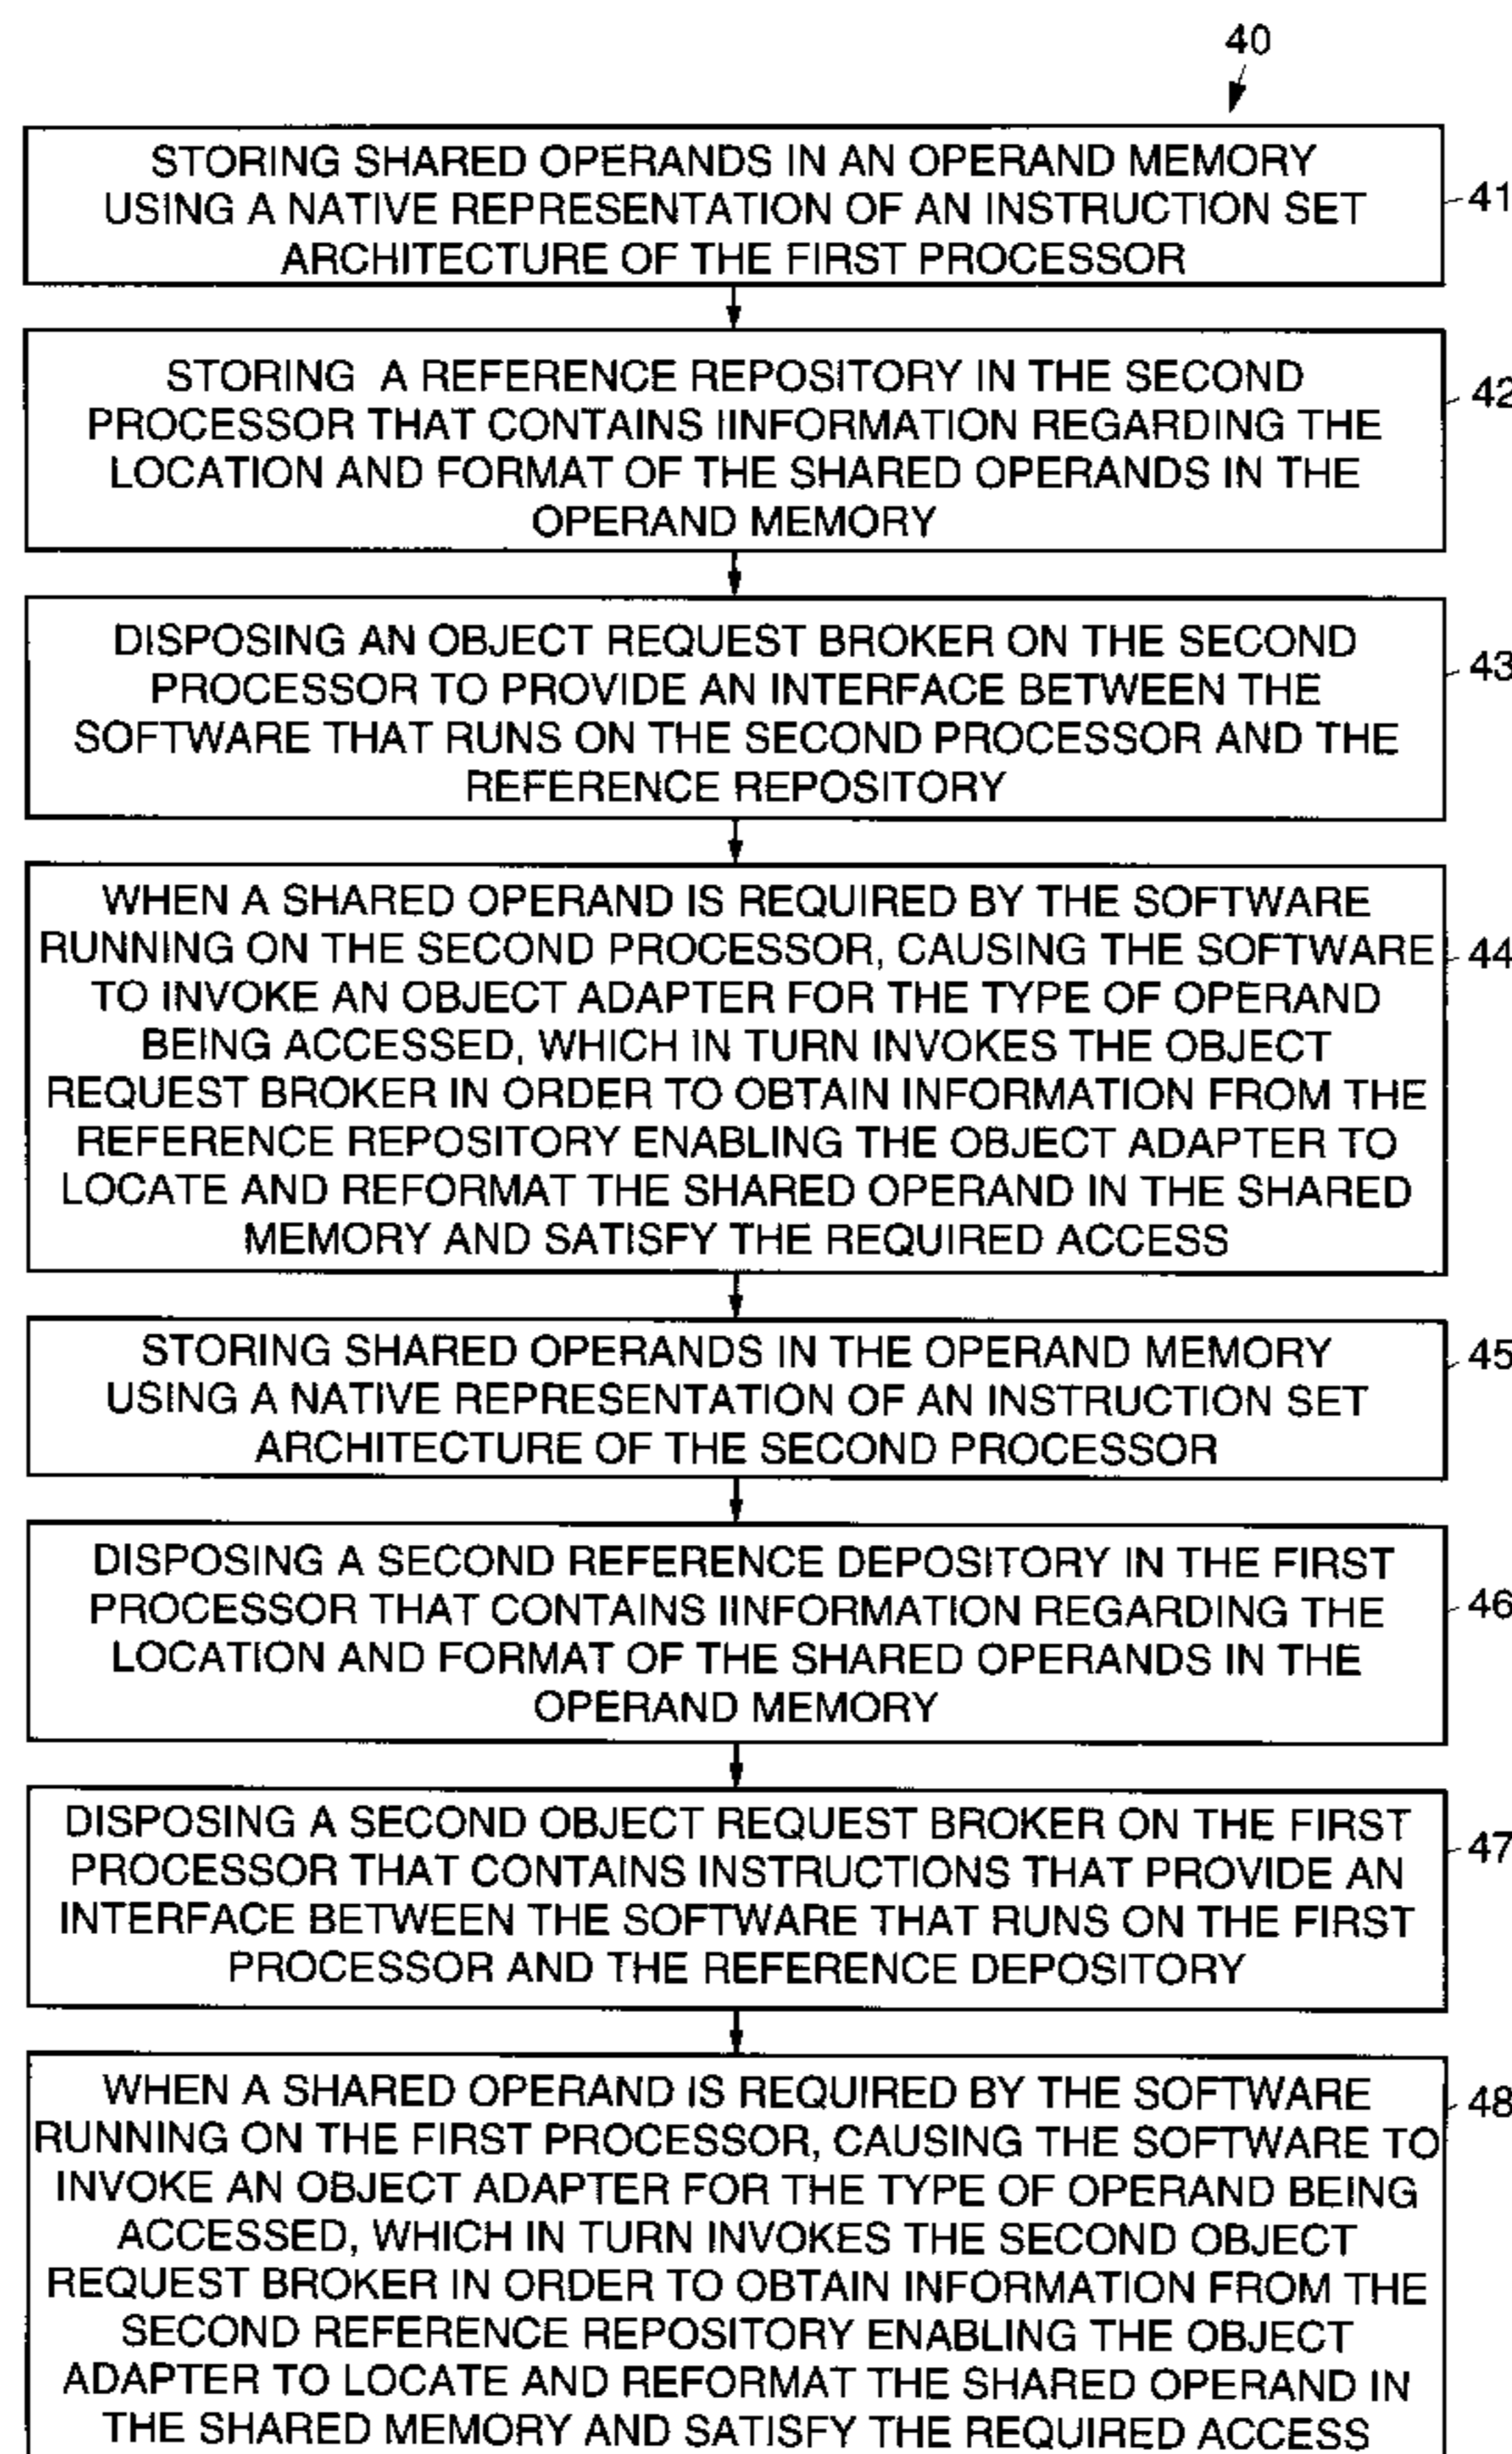 40
STORING SHARED OPERANDS IN AN OPERAND MEMORY
USING A NATIVE REPRESENTATION OF AN INSTRUCTION SET
ARCHITECTURE OF THE FIRST PROCESSOR
41
STORING A REFERENCE REPOSITORY IN THE SECOND
PROCESSOR THAT CONTAINS IINFORMATION REGARDING THE
LOCATION AND FORMAT OF THE SHARED OPERANDS IN THE
OPERAND MEMORY
42
DISPOSING AN OBJECT REQUEST BROKER ON THE SECOND
PROCESSOR TO PROVIDE AN INTERFACE BETWEEN THE
SOFTWARE THAT RUNS ON THE SECOND PROCESSOR AND THE
REFERENCE REPOSITORY
43
WHEN A SHARED OPERAND IS REQUIRED BY THE SOFTWARE
RUNNING ON THE SECOND PROCESSOR, CAUSING THE SOFTWARE
TO INVOKE AN OBJECT ADAPTER FOR THE TYPE OF OPERAND
BEING ACCESSED, WHICH IN TURN INVOKES THE OBJECT
REQUEST BROKER IN ORDER TO OBTAIN INFORMATION FROM THE
REFERENCE REPOSITORY ENABLING THE OBJECT ADAPTER TO
LOCATE AND REFORMAT THE SHARED OPERAND IN THE SHARED
MEMORY AND SATISFY THE REQUIRED ACCESS
44
STORING SHARED OPERANDS IN THE OPERAND MEMORY
USING A NATIVE REPRESENTATION OF AN INSTRUCTION SET
ARCHITECTURE OF THE SECOND PROCESSOR
45
DISPOSING A SECOND REFERENCE DEPOSITORY IN THE FIRST
PROCESSOR THAT CONTAINS IINFORMATION REGARDING THE
LOCATION AND FORMAT OF THE SHARED OPERANDS IN THE
OPERAND MEMORY
46
DISPOSING A SECOND OBJECT REQUEST BROKER ON THE FIRST
PROCESSOR THAT CONTAINS INSTRUCTIONS THAT PROVIDE AN
INTERFACE BETWEEN THE SOFTWARE THAT RUNS ON THE FIRST
PROCESSOR AND THE REFERENCE DEPOSITORY
47
WHEN A SHARED OPERAND IS REQUIRED BY THE SOFTWARE
RUNNING ON THE FIRST PROCESSOR, CAUSING THE SOFTWARE TO
INVOKE AN OBJECT ADAPTER FOR THE TYPE OF OPERAND BEING
ACCESSED, WHICH IN TURN INVOKES THE SECOND OBJECT
REQUEST BROKER IN ORDER TO OBTAIN INFORMATION FROM THE
SECOND REFERENCE REPOSITORY ENABLING THE OBJECT
ADAPTER TO LOCATE AND REFORMAT THE SHARED OPERAND IN
THE SHARED MEMORY AND SATISFY THE REQUIRED ACCESS
48